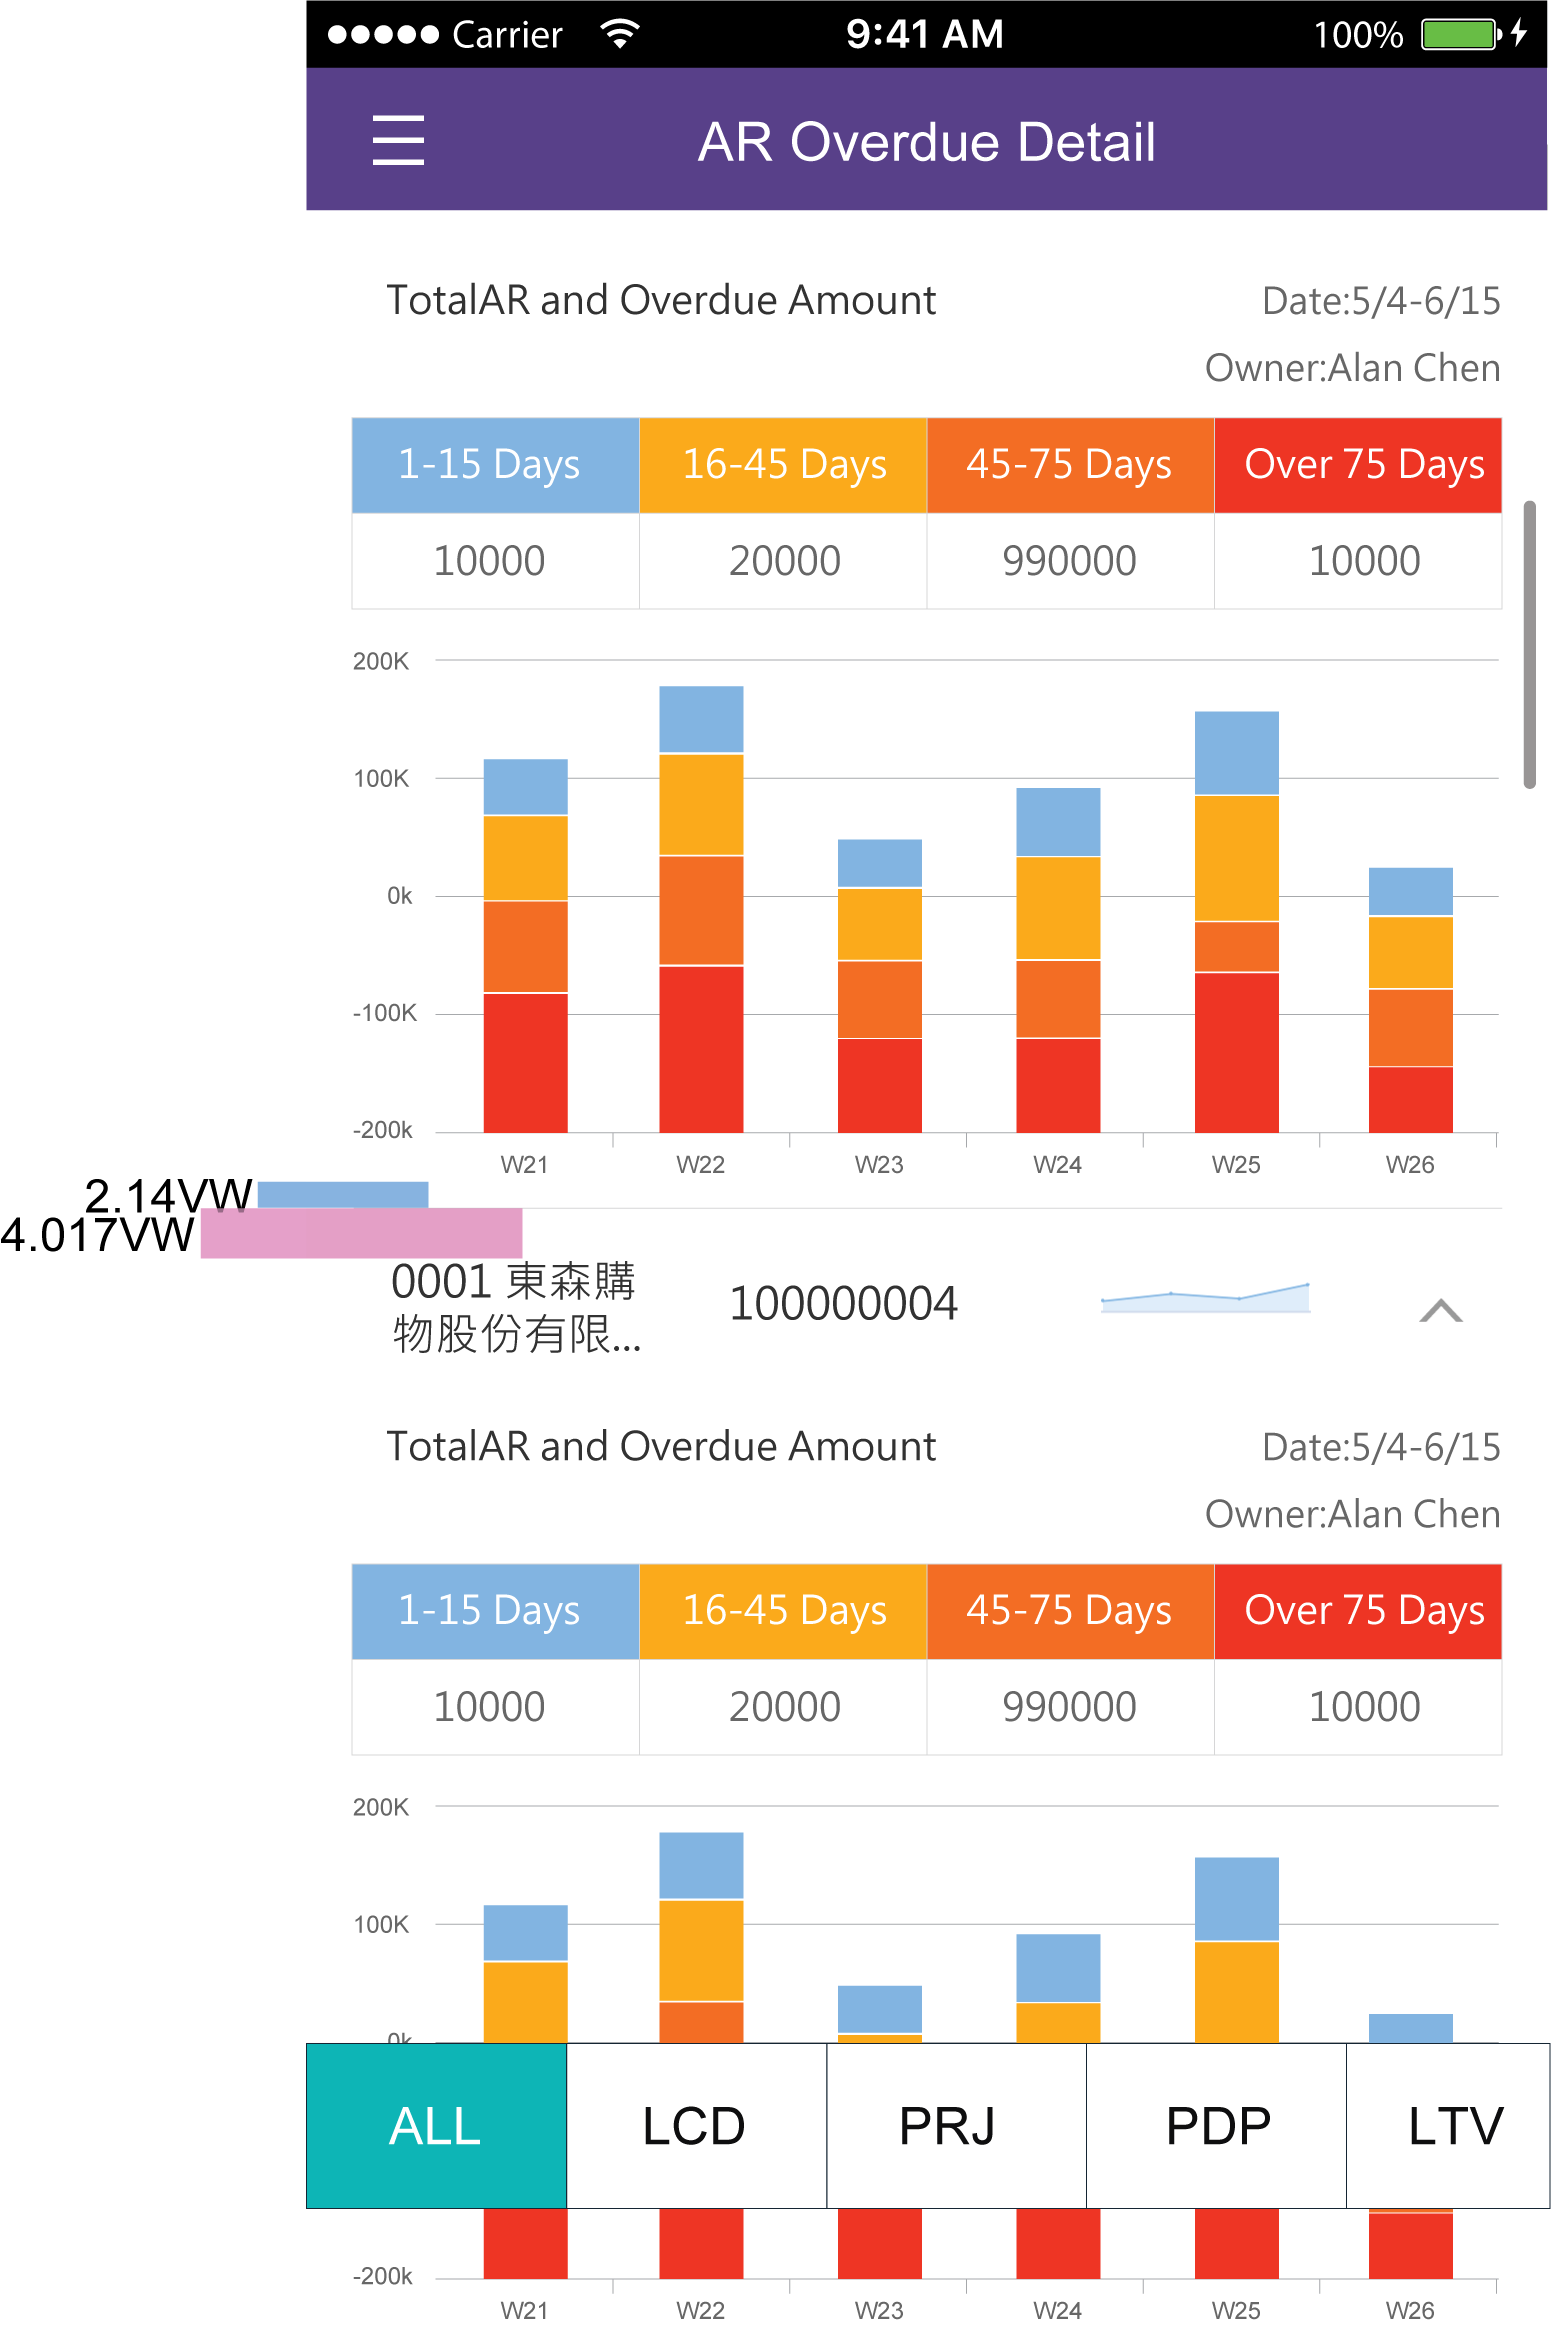 Carrier 9:41 AM 100%
AR Overdue Detail
TotalAR and Overdue Amount Date:5/4-6/15
Owner:Alan Chen
1-15 Days 16-45 Days 45-75 Days Over 75 Days
10000 20000 990000 10000
200K
100K
0k
-100K
-200k
W21 W22 W23 W24 W25 W26
2.14VW
4.017VW
0001 東森購
物股份有限... 100000004
TotalAR and Overdue Amount Date:5/4-6/15
Owner:Alan Chen
1-15 Days 16-45 Days 45-75 Days Over 75 Days
10000 20000 990000 10000
200K
100K
0k
ALL LCD PRJ PDP LTV
-200k
W21 W22 W23 W24 W25 W26